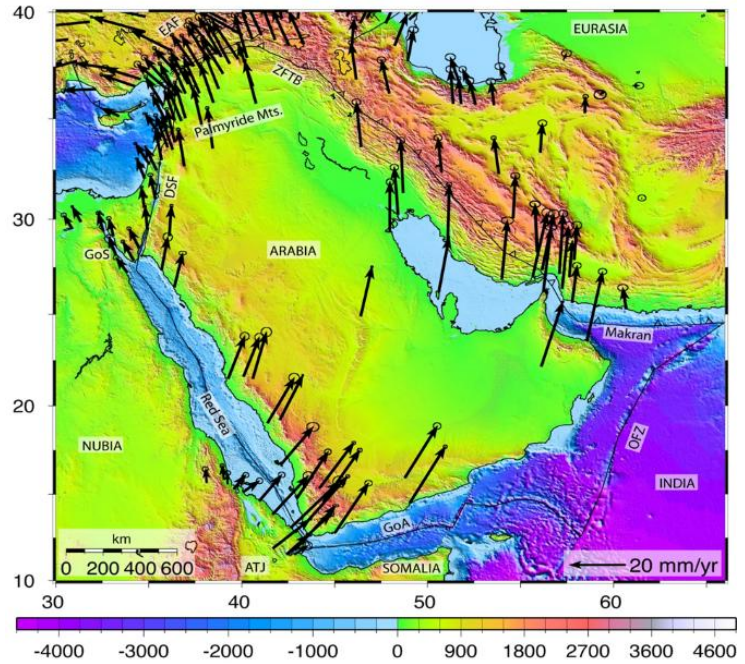 40
EAF
EURASIA
ZFTB
Palmyride Mts.
DSF
30
GoS
ARABIA
Makran
20
Red Sea
OFZ
NUBIA
INDIA
km
0 200 400 600
GoA
ATJ
SOMALIA
20 mm/yr
10
30 40 50 60
-4000 -3000 -2000 -1000 0 900 1800 2700 3600 4600